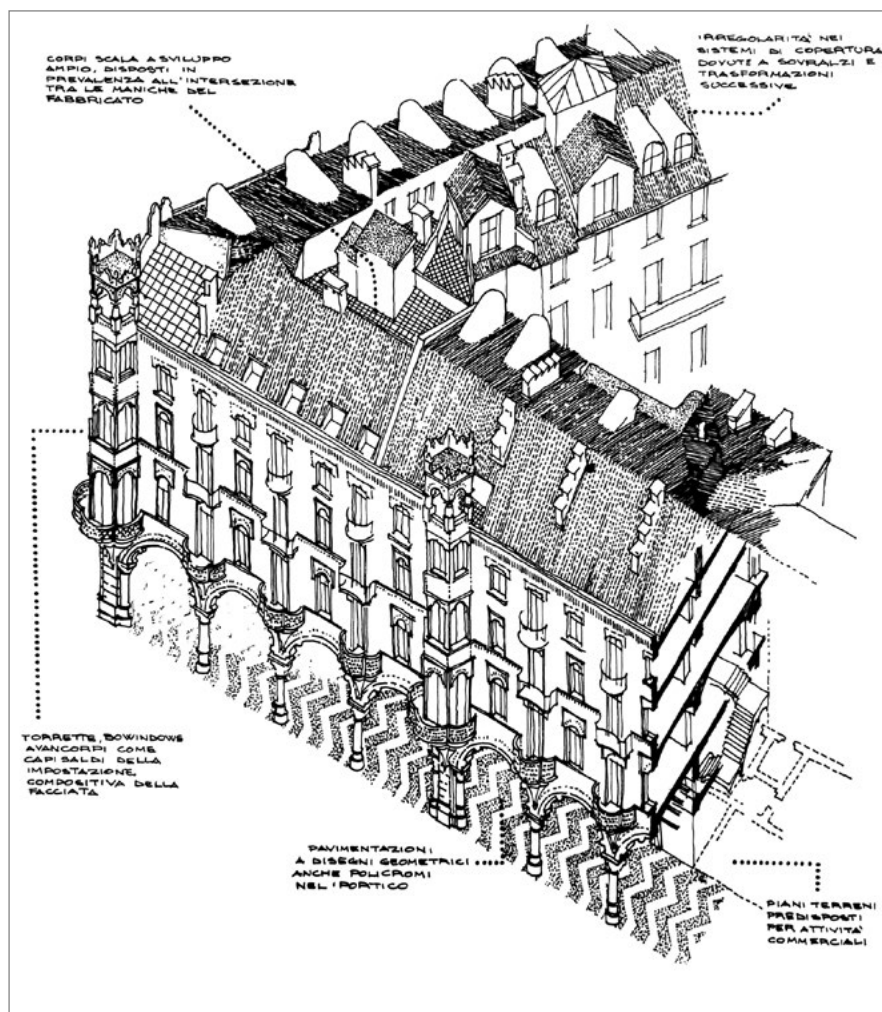 CORPI SCALA A SVILUPPO
AMPIO, DISPOSTI IN
PREVALENZA ALL'INTERSEZIONE
TRA LE MANICHE DEL
FABBRICATO
IRREGOLARITA' NEI
SISTEMI DI COPERTURA
DOVUTE A SOVRALZI E
TRASFORMAZIONI
SUCCESSIVE
TORRETTE, BOWINDOWS
AVANCORPI COME
CAPISALDI DELLA
IMPOSTAZIONE
COMPOSITIVA DELLA
FACCIATA
PAVIMENTAZIONI
A DISEGNI GEOMETRICI
ANCHE POLICROMI
NEL PORTICO
PIANI TERRENI
PREDISPOSTI
PER ATTIVITA'
COMMERCIALI